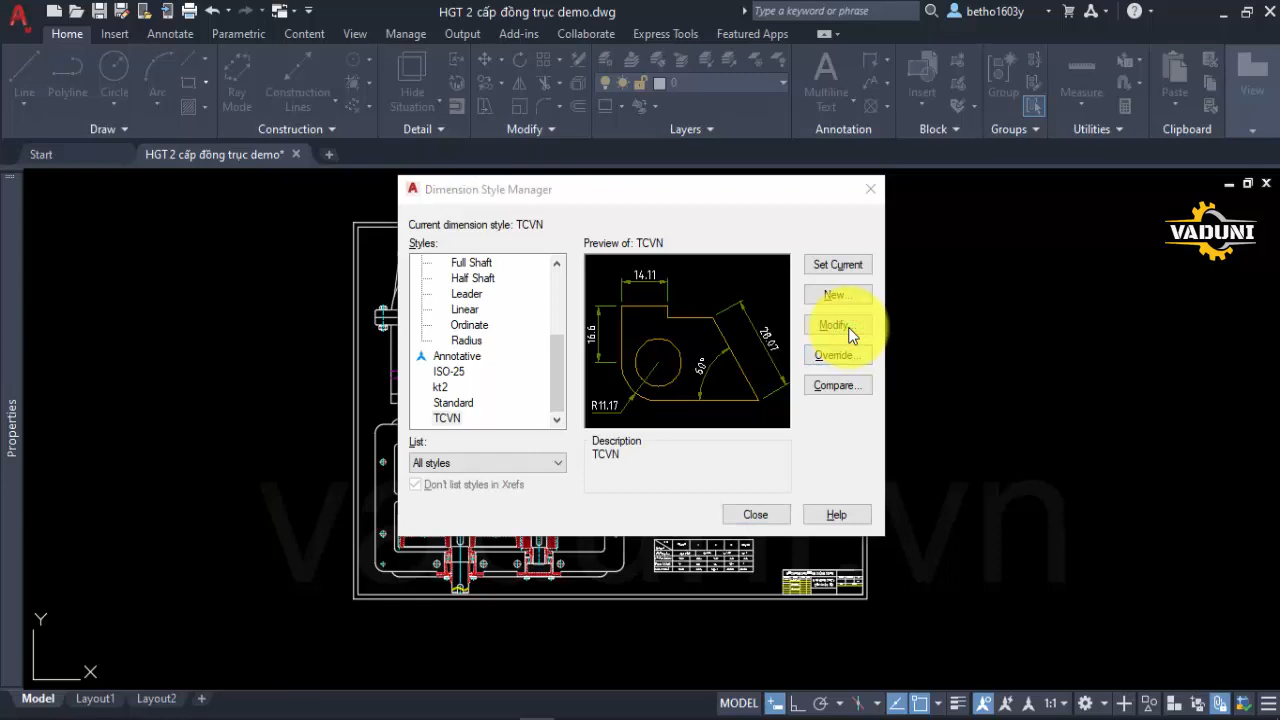 HGT 2 cấp đồng trục demo.dwg
Type a keyword or phrase
betho1603y
Home
Insert
Annotate
Parametric
Content
View
Manage
Output
Add-ins
Collaborate
Express Tools
Featured Apps
Line
Polyline
Circle
Arc
Ray
Mode
Construction
Lines
Hide
Situation
0
Multiline
Text
Insert
Group
Measure
Paste
View
Draw
Construction
Detail
Modify
Layers
Annotation
Block
Groups
Utilities
Clipboard
Start
HGT 2 cấp đồng trục demo*
Dimension Style Manager
VADUNI
Current dimension style: TCVN
Styles:
Preview of: TCVN
Full Shaft
Half Shaft
Leader
Linear
Ordinate
Radius
Annotative
ISO-25
kt2
Standard
TCVN
14.11
16.6
28.07
60°
R11.17
Set Current
New...
Modify...
Override...
Compare...
List:
All styles
Don't list styles in Xrefs
Description
TCVN
Close
Help
Properties
vaduni.vn
Y
X
Model
Layout1
Layout2
MODEL
1:1